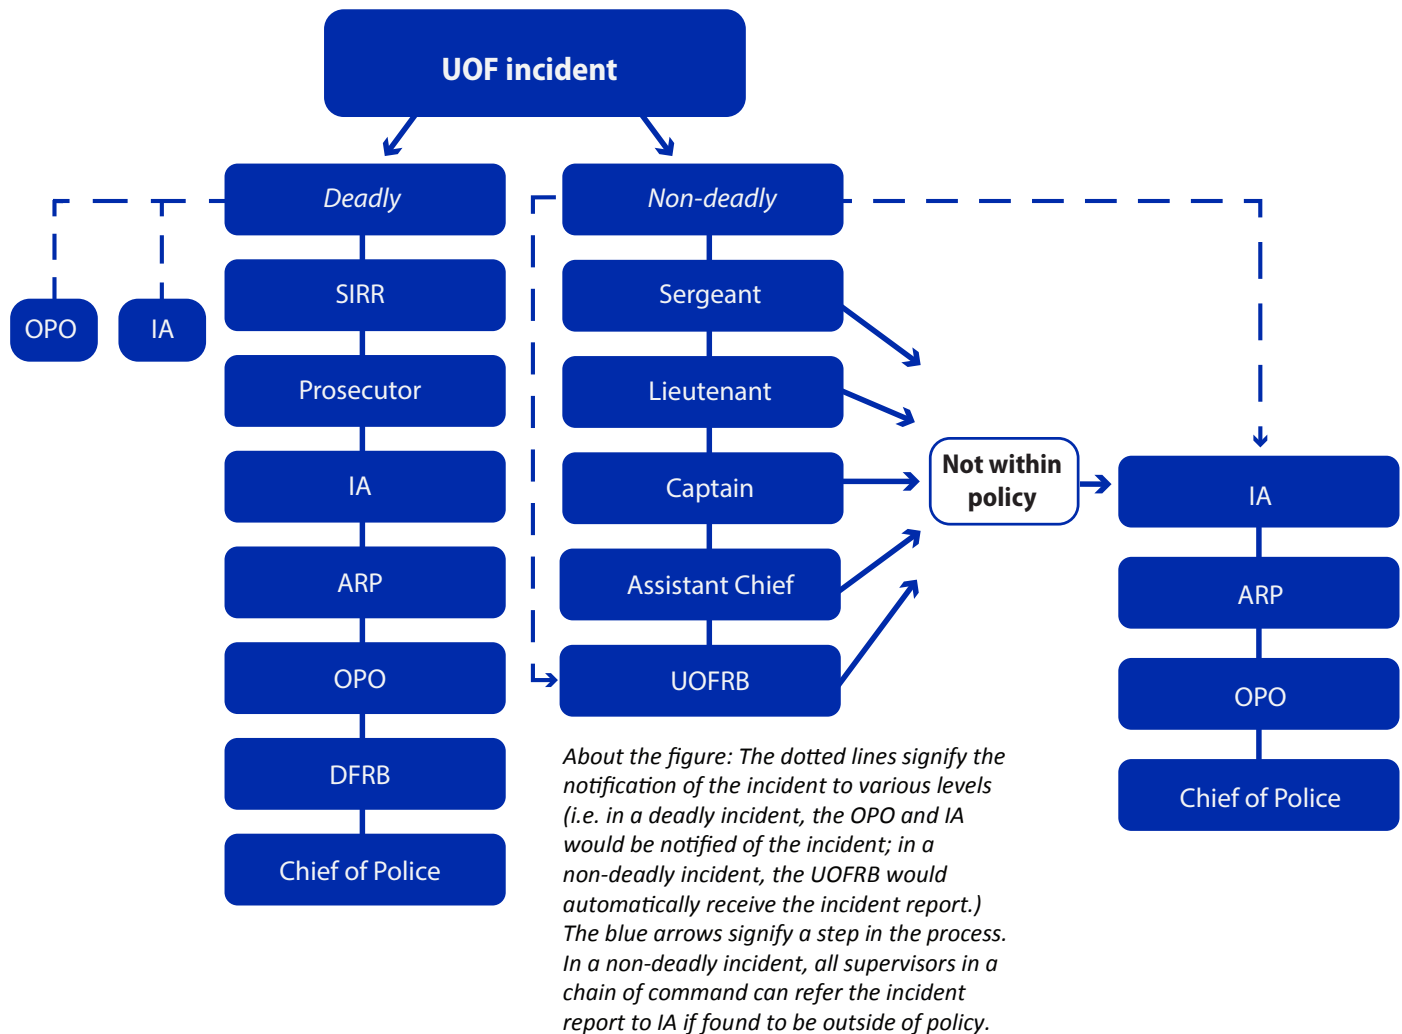 UOF incident
Deadly
Non-deadly
OPO
IA
SIRR
Prosecutor
IA
ARP
OPO
DFRB
Chief of Police
Sergeant
Lieutenant
Captain
Assistant Chief
UOFRB
Not within
policy
IA
ARP
OPO
Chief of Police
About the figure: The dotted lines signify the
notification of the incident to various levels
(i.e. in a deadly incident, the OPO and IA
would be notified of the incident; in a
non-deadly incident, the UOFRB would
automatically receive the incident report.)
The blue arrows signify a step in the process.
In a non-deadly incident, all supervisors in a
chain of command can refer the incident
report to IA if found to be outside of policy.